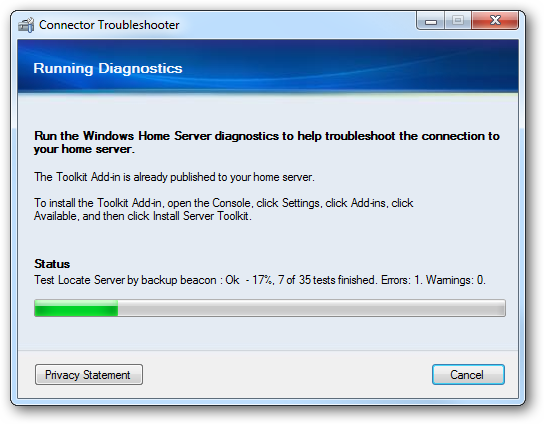 Connector Troubleshooter
Running Diagnostics
Run the Windows Home Server diagnostics to help troubleshoot the connection to
your home server.
The Toolkit Add-in is already published to your home server.
To install the Toolkit Add-in, open the Console, click Settings, click Add-ins, click
Available, and then click Install Server Toolkit.
Status
Test Locate Server by backup beacon : Ok  - 17%, 7 of 35 tests finished. Errors: 1. Warnings: 0.
Privacy Statement
Cancel